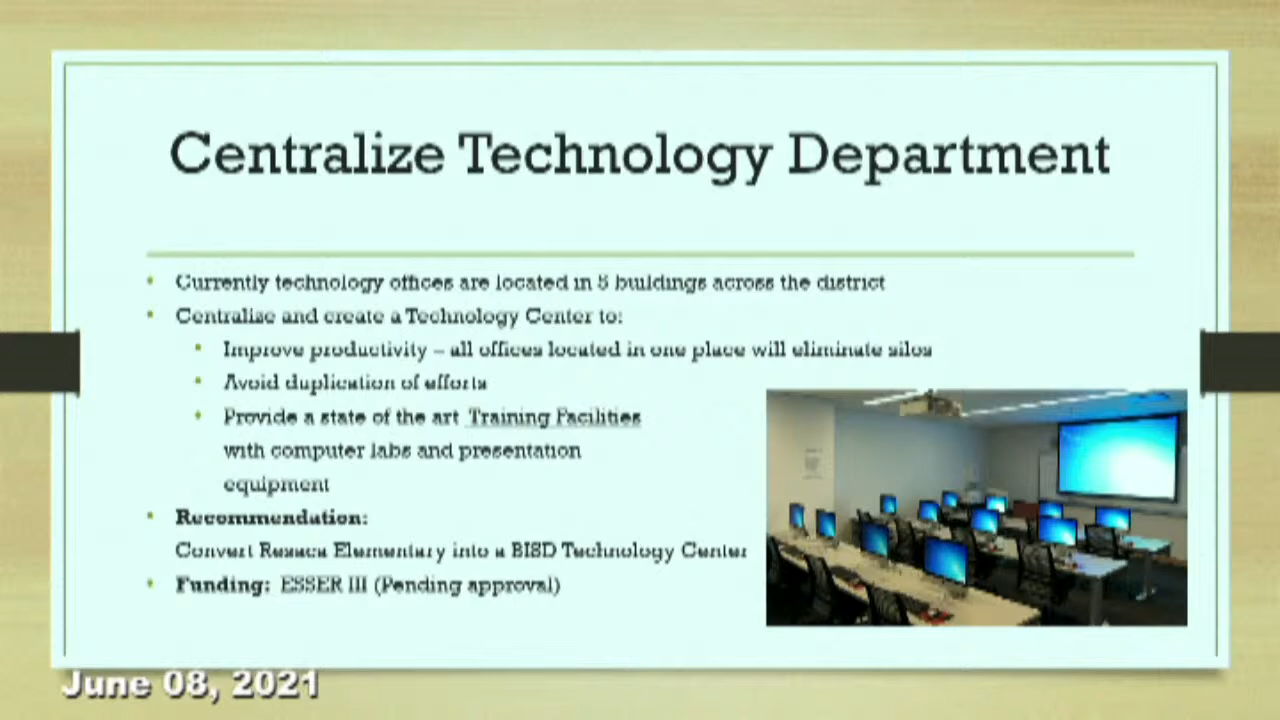 Centralize Technology Department
• Currently technology offices are located in 5 buildings across the district
• Centralize and create a Technology Center to:
• Improve productivity – all offices located in one place will eliminate silos
• Avoid duplication of efforts
• Provide a state of the art Training Facilities
with computer labs and presentation
equipment
• Recommendation:
Convert Resaca Elementary into a BISD Technology Center
• Funding: ESSER III (Pending approval)
June 08, 2021